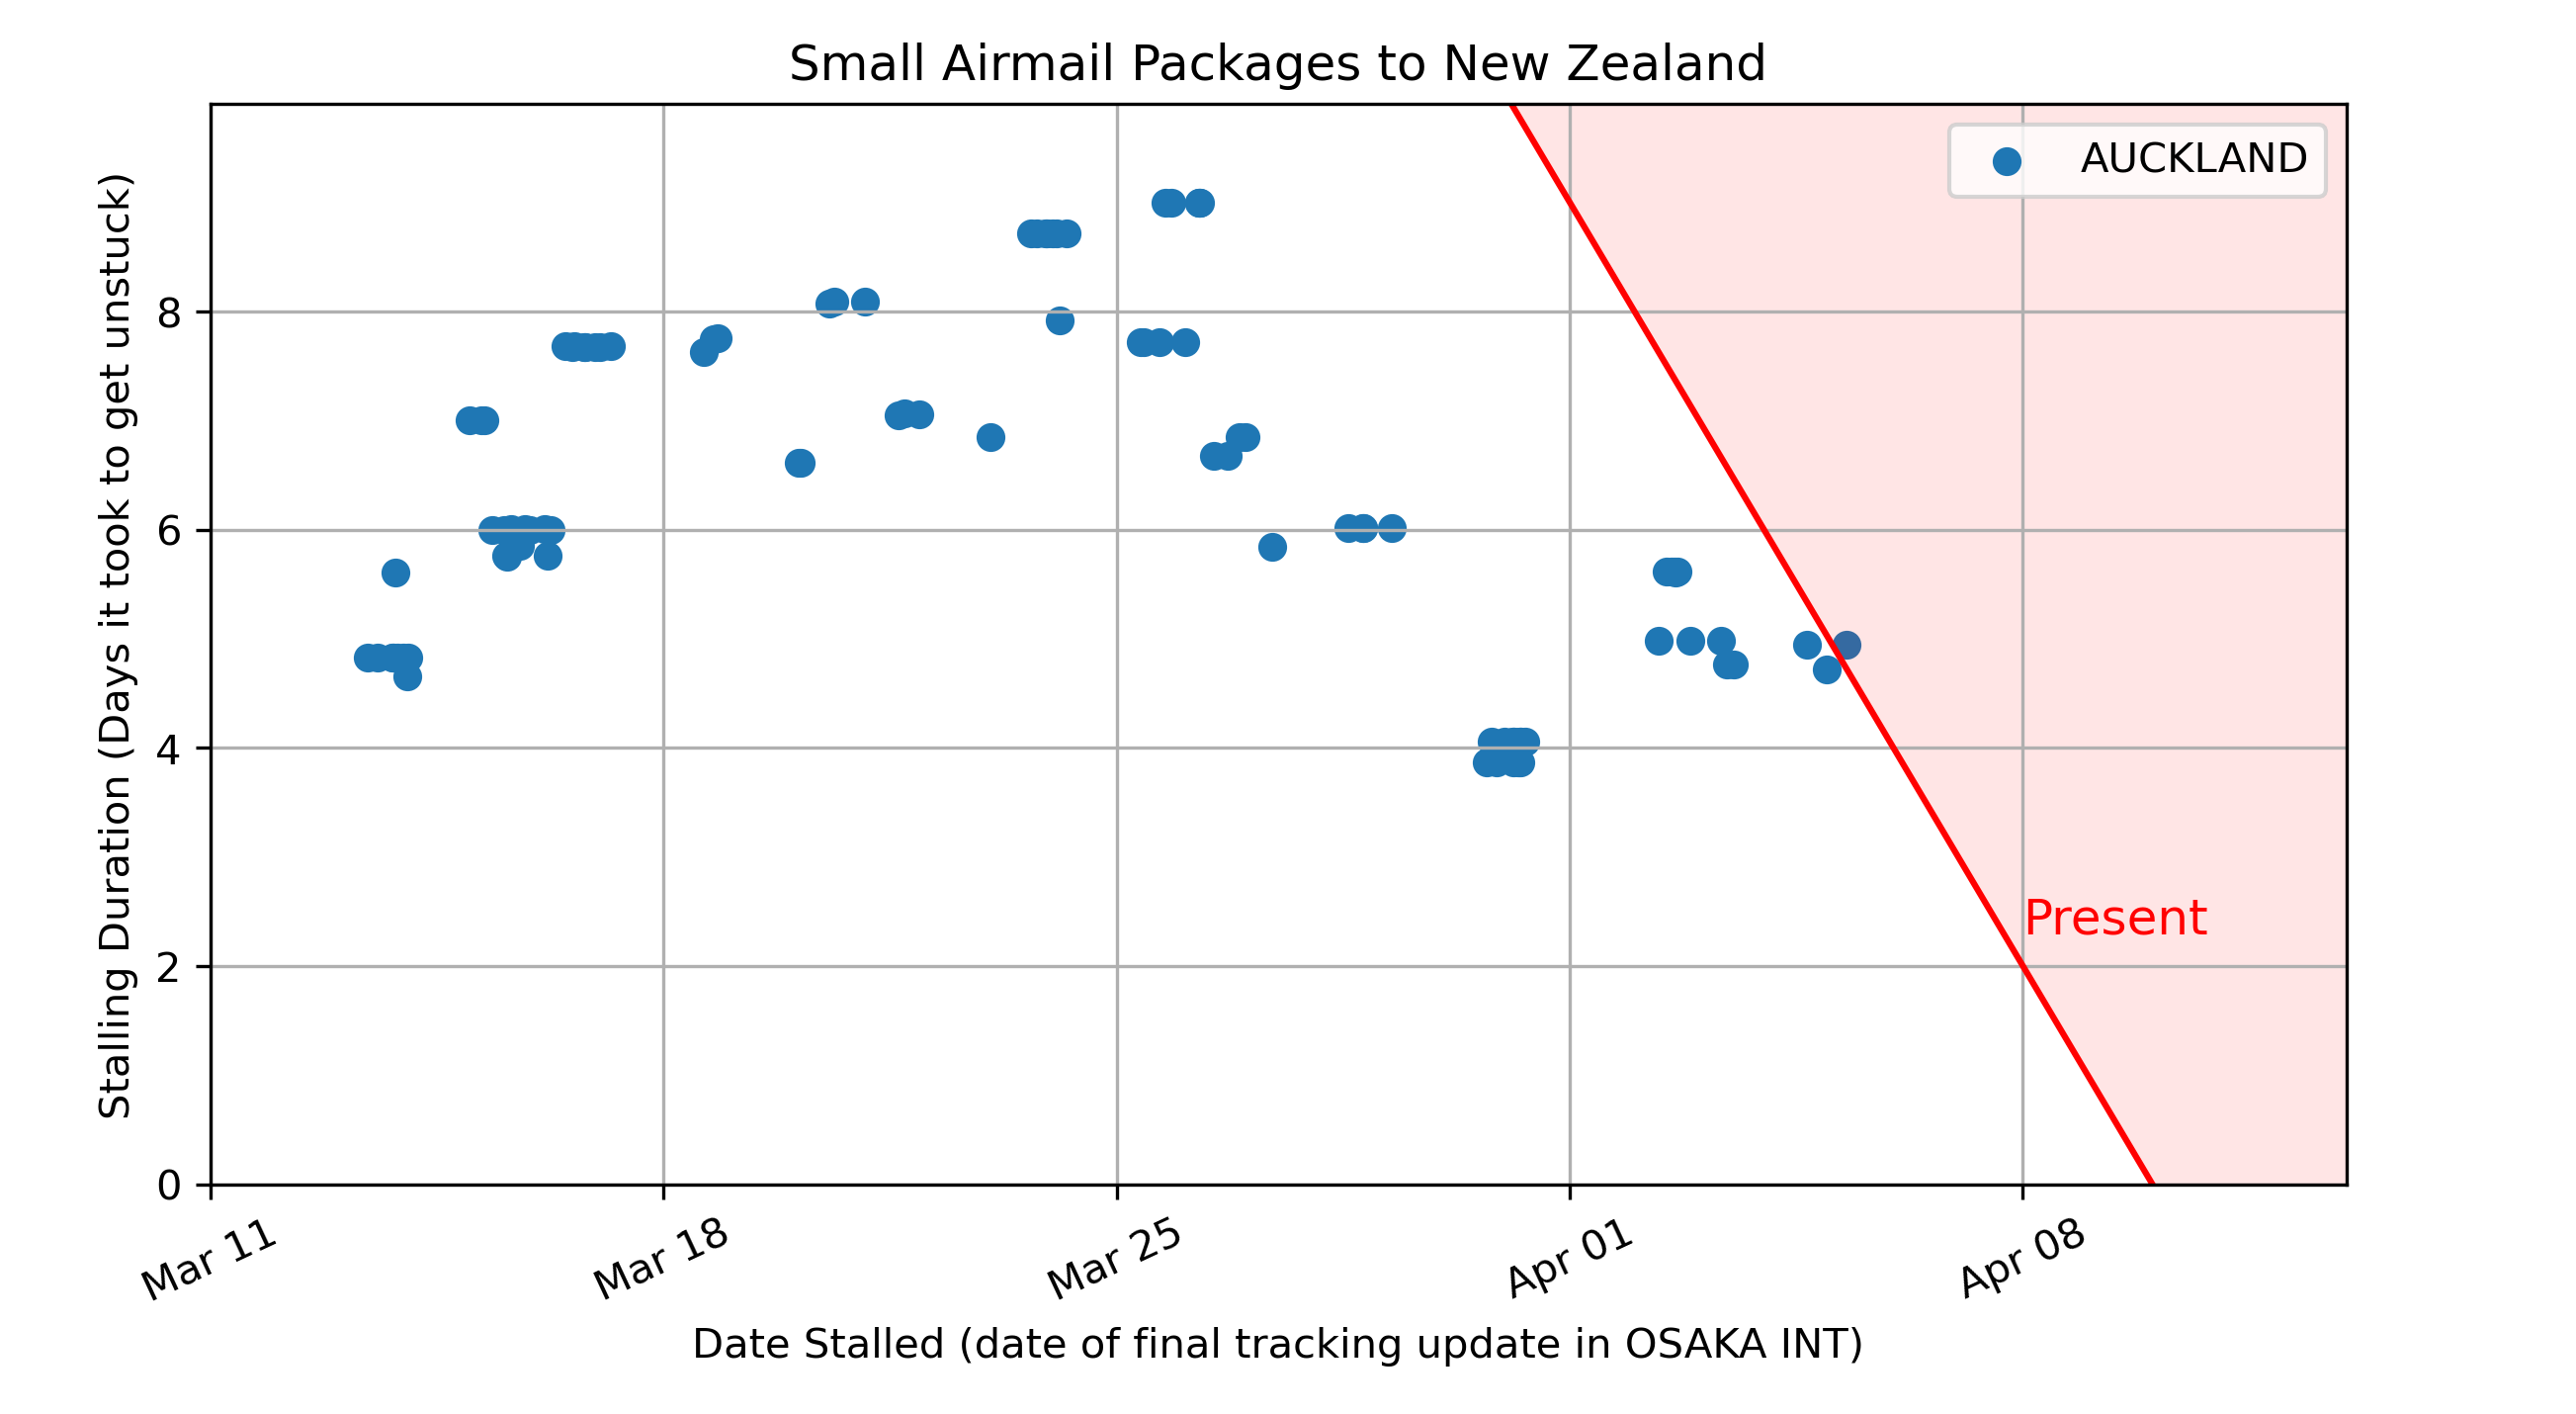 Small Airmail Packages to New Zealand
AUCKLAND
Stalling Duration (Days it took to get unstuck)
8
6
4
2
0
Present
Mar 11
Mar 18
Mar 25
Apr 01
Apr 08
Date Stalled (date of final tracking update in OSAKA INT)